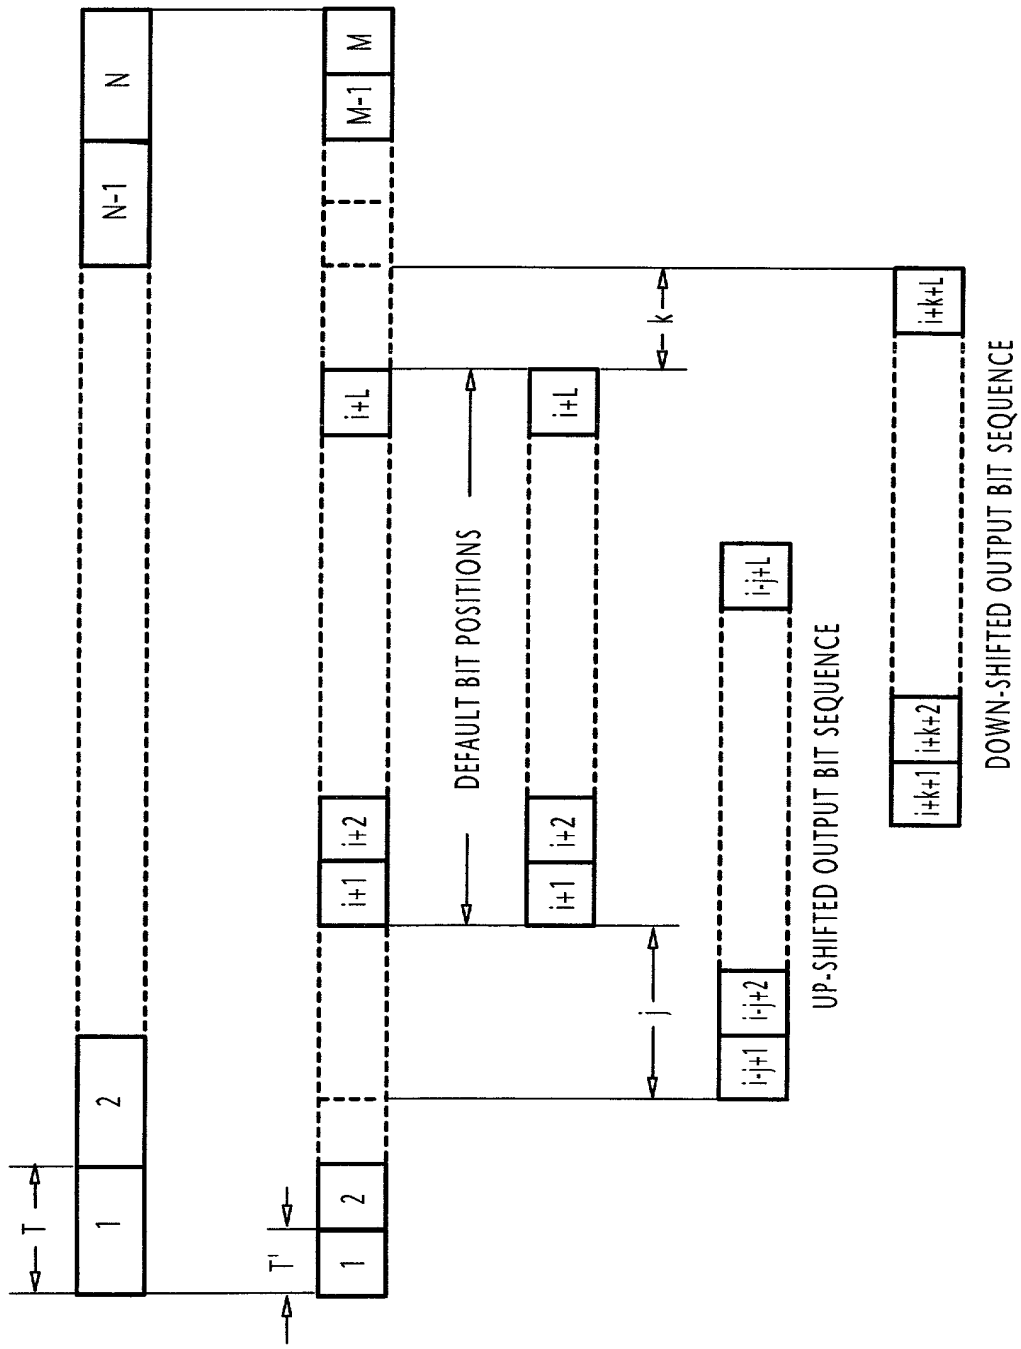 T
1
2
N-1
N
T'
1
2
i+1
i+2
i+L
M-1
M
DEFAULT BIT POSITIONS
i+1
i+2
i+L
j
k
i-j+1
i-j+2
i-j+L
UP-SHIFTED OUTPUT BIT SEQUENCE
i+k+1
i+k+2
i+k+L
DOWN-SHIFTED OUTPUT BIT SEQUENCE